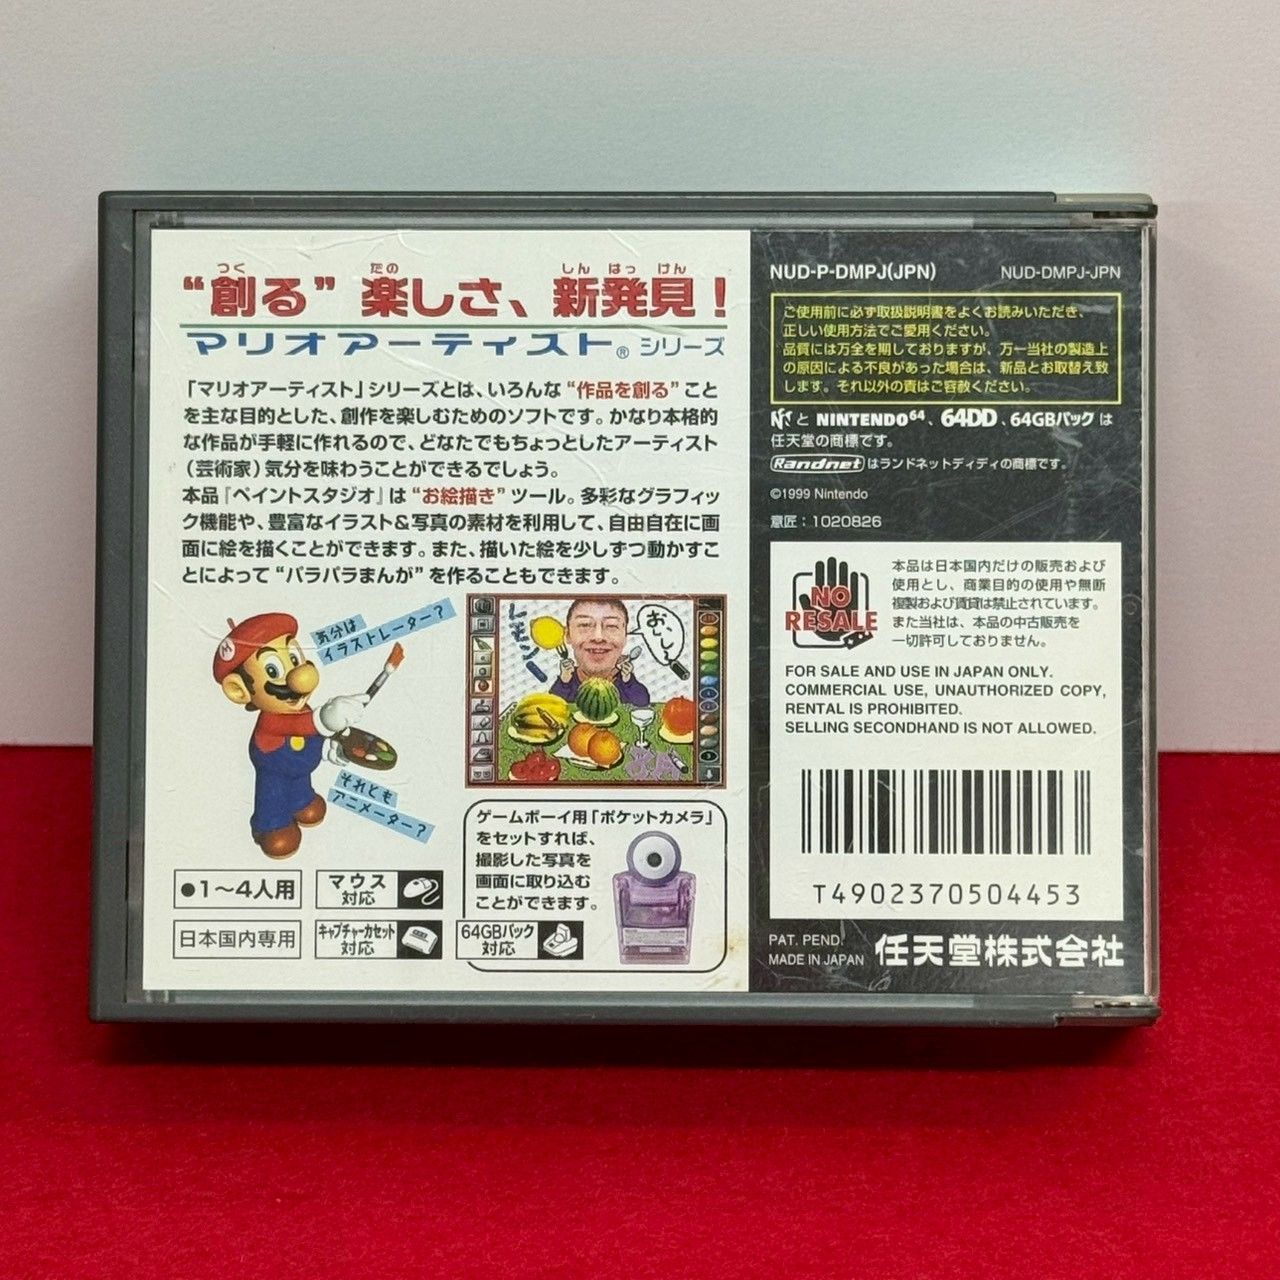 “創る” 楽しさ、新発見！
つく たの しん はっ けん
マリオアーティスト® シリーズ
「マリオアーティスト」シリーズとは、いろんな “作品を創る” こと
を主な目的とした、創作を楽しむためのソフトです。かなり本格的
な作品が手軽に作れるので、どなたでもちょっとしたアーティスト
（芸術家）気分を味わうことができるでしょう。
本品『ペイントスタジオ』は “お絵描き” ツール。多彩なグラフィッ
ク機能や、豊富なイラスト＆写真の素材を利用して、自由自在に画
面に絵を描くことができます。また、描いた絵を少しずつ動かすこ
とによって “パラパラまんが” を作ることもできます。
気分は
イラストレーター？
それとも
アニメーター？
M
レモン
おいし～
ゲームボーイ用「ポケットカメラ」
をセットすれば、
撮影した写真を
画面に取り込む
ことができます。
●1～4人用
マウス
対応
日本国内専用
キャプチャーカセット
対応
64GBパック
対応
NUD-P-DMPJ(JPN)
NUD-DMPJ-JPN
ご使用前に必ず取扱説明書をよくお読みいただき、
正しい使用方法でご愛用ください。
品質には万全を期しておりますが、万一当社の製造上
の原因による不良があった場合は、新品とお取替え致
します。それ以外の責はご容赦ください。
N と NINTENDO64、64DD、64GBパック は
任天堂の商標です。
Randnet はランドネットディディの商標です。
©1999 Nintendo
意匠：1020826
NO
RESALE
本品は日本国内だけの販売および
使用とし、商業目的の使用や無断
複製および賃貸は禁止されています。
また当社は、本品の中古販売を
一切許可しておりません。
FOR SALE AND USE IN JAPAN ONLY.
COMMERCIAL USE, UNAUTHORIZED COPY,
RENTAL IS PROHIBITED.
SELLING SECONDHAND IS NOT ALLOWED.
T4902370504453
PAT. PEND.
MADE IN JAPAN
任天堂株式会社